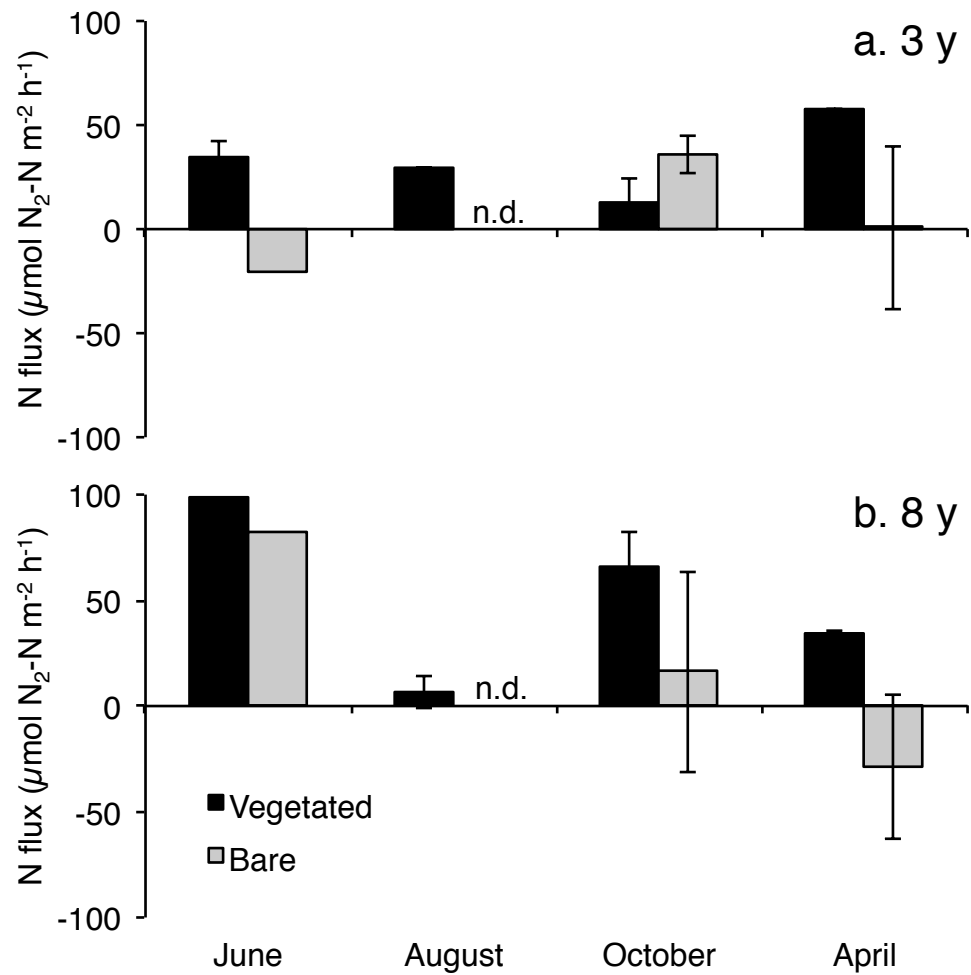 a. 3 y
N flux (µmol N₂-N m⁻² h⁻¹)
100
50
0
-50
-100
n.d.
b. 8 y
N flux (µmol N₂-N m⁻² h⁻¹)
100
50
0
-50
-100
n.d.
Vegetated
Bare
June August October April